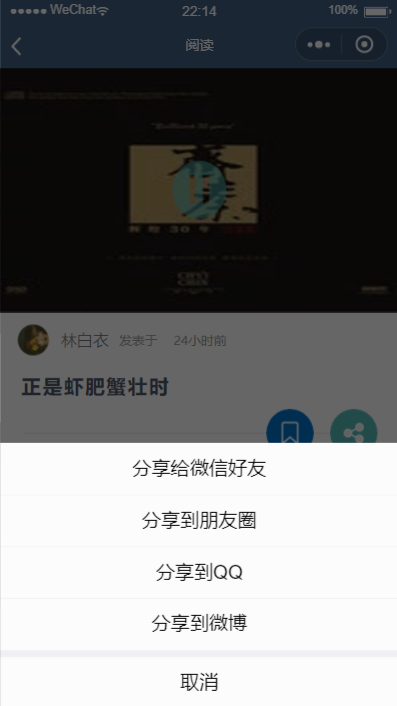 WeChat 22:14 100%
阅读
林白衣 发表于 24小时前
正是虾肥蟹壮时
分享给微信好友
分享到朋友圈
分享到QQ
分享到微博
取消